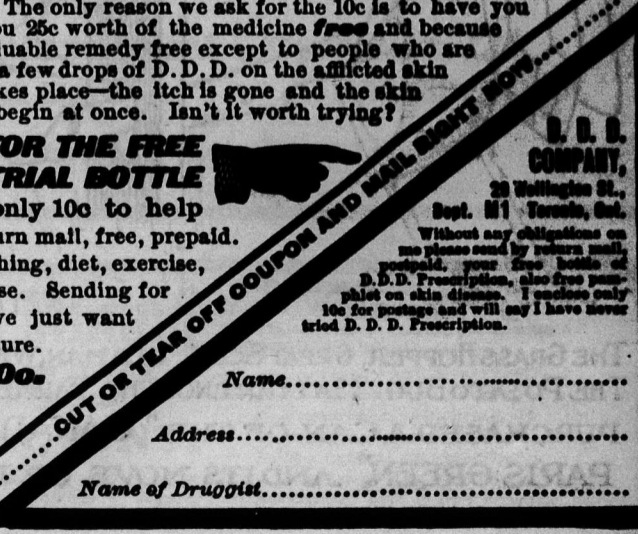 The only reason we ask for the 10c is to have you
ou 25c worth of the medicine free and because
uable remedy free except to people who are
a few drops of D. D. D. on the afflicted skin
kes place—the itch is gone and the skin
begin at once. Isn't it worth trying?
OR THE FREE
TRIAL BOTTLE
only 10c to help
urn mail, free, prepaid.
hing, diet, exercise,
se. Sending for
ve just want
ure.
0c.
CUT OR TEAR OFF COUPON AND MAIL RIGHT NOW
D. D. D.
COMPANY,
29 Wellington St.,
Dept. M1 Toronto, Ont.
Without any obligations on
me please send by return mail,
postpaid, your free bottle of
D.D.D. Prescription, also free pam-
phlet on skin disease. I enclose only
10c for postage and will say I have never
tried D. D. D. Prescription.
Name
Address
Name of Druggist